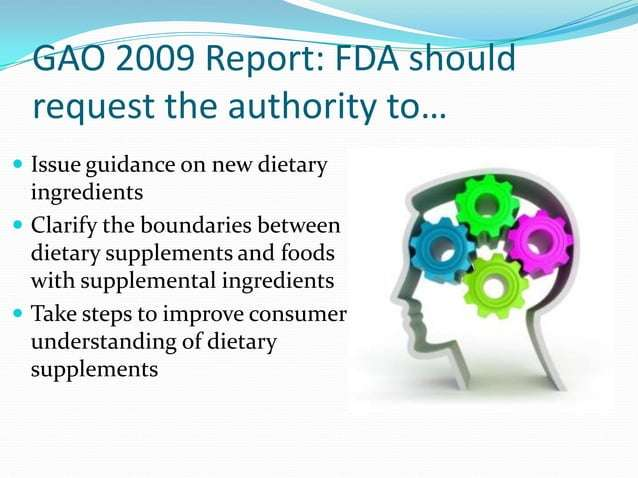 GAO 2009 Report: FDA should
request the authority to…
• Issue guidance on new dietary
ingredients
• Clarify the boundaries between
dietary supplements and foods
with supplemental ingredients
• Take steps to improve consumer
understanding of dietary
supplements